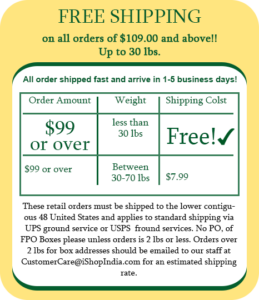 FREE SHIPPING
on all orders of $109.00 and above!!
Up to 30 lbs.
All order shipped fast and arrive in 1-5 business days!
Order Amount Weight Shipping Colst
$99 or over less than 30 lbs Free!✓
$99 or over Between 30-70 lbs $7.99
These retail orders must be shipped to the lower contigu-
ous 48 United States and applies to standard shipping via
UPS ground service or USPS fround services. No PO, of
FPO Boxes please unless orders is 2 lbs or less. Orders over
2 lbs for box addresses should be emailed to our staff at
CustomerCare@iShopIndia.com for an estimated shipping
rate.